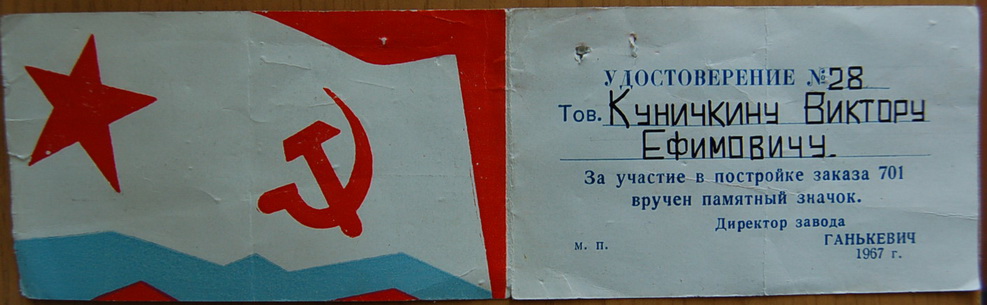 УДОСТОВЕРЕНИЕ №28
Тов. Куничкину Виктору
Ефимовичу.
За участие в постройке заказа 701
вручен памятный значок.
Директор завода
м. п. ГАНЬКЕВИЧ
1967 г.